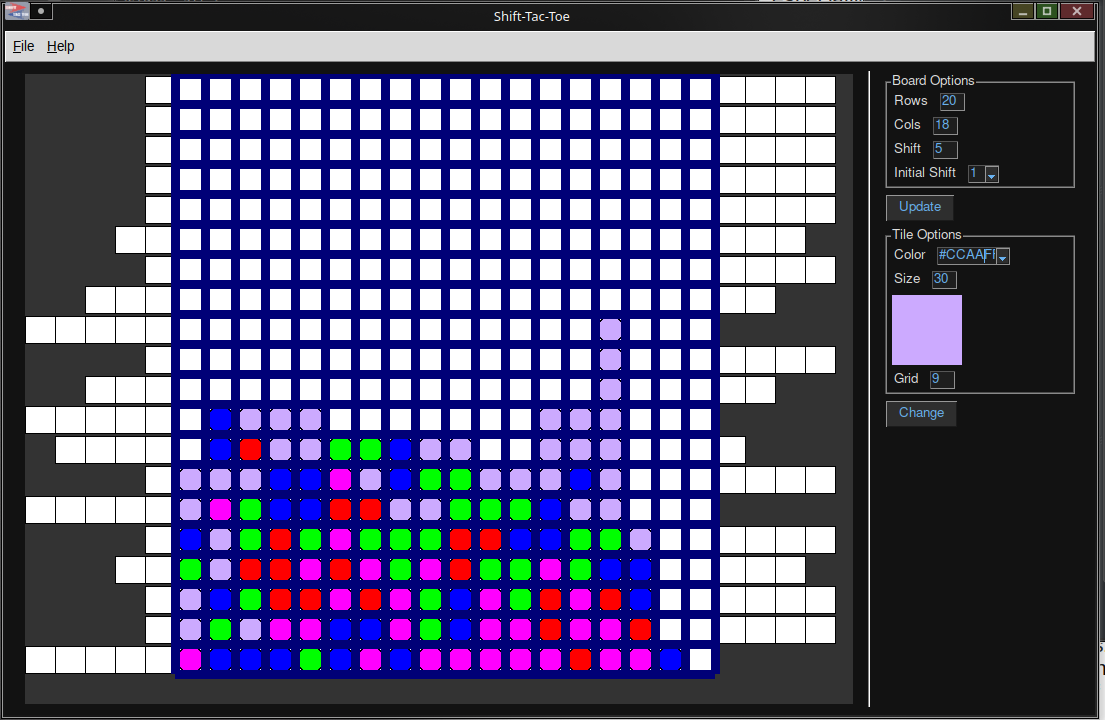 Shift-Tac-Toe
File Help
Board Options
Rows 20
Cols 18
Shift 5
Initial Shift 1
Update
Tile Options
Color #CCAAFF
Size 30
Grid 9
Change